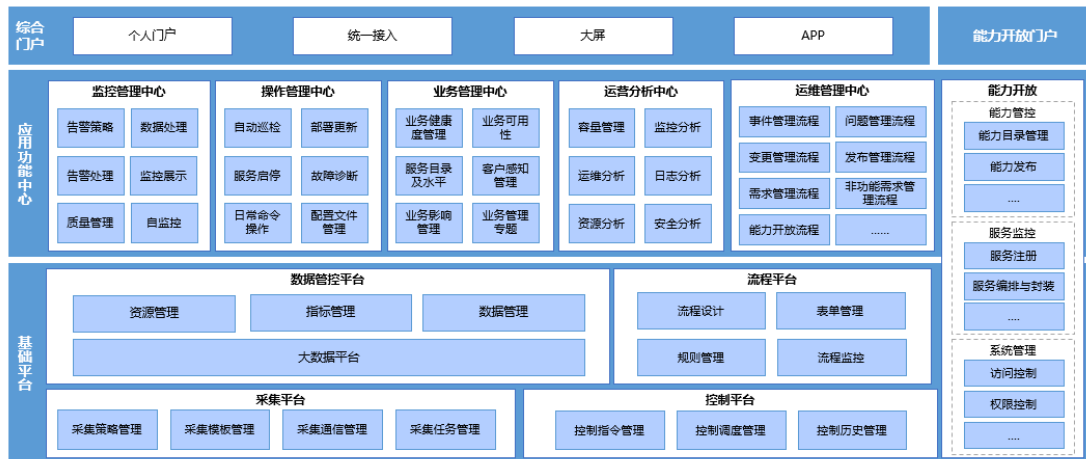 综合
门户
个人门户
统一接入
大屏
APP
能力开放门户
应用功能中心
监控管理中心
告警策略
数据处理
告警处理
监控展示
质量管理
自监控
操作管理中心
自动巡检
部署更新
服务启停
故障诊断
日常命令
操作
配置文件
管理
业务管理中心
业务健康
度管理
业务可用
性
服务目录
及水平
客户感知
管理
业务影响
管理
业务管理
专题
运营分析中心
容量管理
监控分析
运维分析
日志分析
资源分析
安全分析
运维管理中心
事件管理流程
问题管理流程
变更管理流程
发布管理流程
需求管理流程
非功能需求管
理流程
能力开放流程
......
能力开放
能力管控
能力目录管理
能力发布
....
服务监控
服务注册
服务编排与封装
....
系统管理
访问控制
权限控制
....
基础平台
数据管控平台
资源管理
指标管理
数据管理
大数据平台
流程平台
流程设计
表单管理
规则管理
流程监控
采集平台
采集策略管理
采集模板管理
采集通信管理
采集任务管理
控制平台
控制指令管理
控制调度管理
控制历史管理